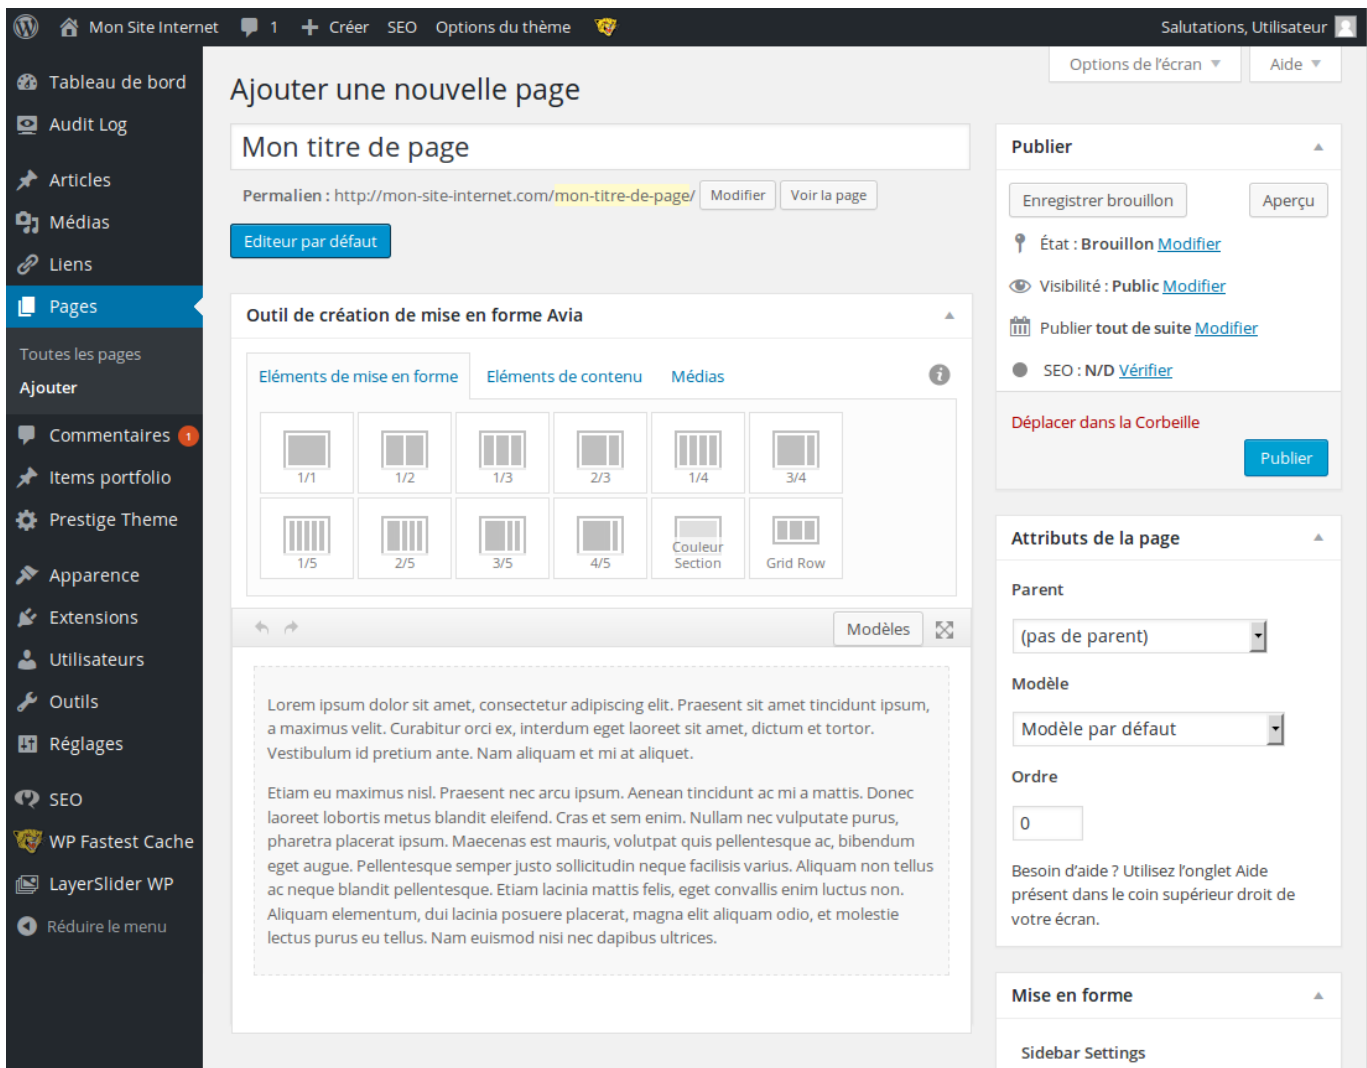 Mon Site Internet 1 Créer SEO Options du thème Salutations, Utilisateur
Options de l'écran Aide
Tableau de bord
Audit Log
Articles
Médias
Liens
Pages
Toutes les pages
Ajouter
Commentaires 1
Items portfolio
Prestige Theme
Apparence
Extensions
Utilisateurs
Outils
Réglages
SEO
WP Fastest Cache
LayerSlider WP
Réduire le menu
Ajouter une nouvelle page
Mon titre de page
Permalien : http://mon-site-internet.com/mon-titre-de-page/ Modifier Voir la page
Editeur par défaut
Outil de création de mise en forme Avia
Eléments de mise en forme Eléments de contenu Médias
1/1 1/2 1/3 2/3 1/4 3/4
1/5 2/5 3/5 4/5 Couleur Section Grid Row
Modèles
Lorem ipsum dolor sit amet, consectetur adipiscing elit. Praesent sit amet tincidunt ipsum,
a maximus velit. Curabitur orci ex, interdum eget laoreet sit amet, dictum et tortor.
Vestibulum id pretium ante. Nam aliquam et mi at aliquet.
Etiam eu maximus nisl. Praesent nec arcu ipsum. Aenean tincidunt ac mi a mattis. Donec
laoreet lobortis metus blandit eleifend. Cras et sem enim. Nullam nec vulputate purus,
pharetra placerat ipsum. Maecenas est mauris, volutpat quis pellentesque ac, bibendum
eget augue. Pellentesque semper justo sollicitudin neque facilisis varius. Aliquam non tellus
ac neque blandit pellentesque. Etiam lacinia mattis felis, eget convallis enim luctus non.
Aliquam elementum, dui lacinia posuere placerat, magna elit aliquam odio, et molestie
lectus purus eu tellus. Nam euismod nisi nec dapibus ultrices.
Publier
Enregistrer brouillon Aperçu
État : Brouillon Modifier
Visibilité : Public Modifier
Publier tout de suite Modifier
SEO : N/D Vérifier
Déplacer dans la Corbeille
Publier
Attributs de la page
Parent
(pas de parent)
Modèle
Modèle par défaut
Ordre
0
Besoin d'aide ? Utilisez l'onglet Aide
présent dans le coin supérieur droit de
votre écran.
Mise en forme
Sidebar Settings